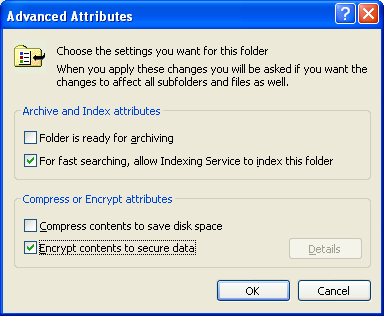 Advanced Attributes
Choose the settings you want for this folder
When you apply these changes you will be asked if you want the
changes to affect all subfolders and files as well.
Archive and Index attributes
Folder is ready for archiving
For fast searching, allow Indexing Service to index this folder
Compress or Encrypt attributes
Compress contents to save disk space
Encrypt contents to secure data
Details
OK
Cancel